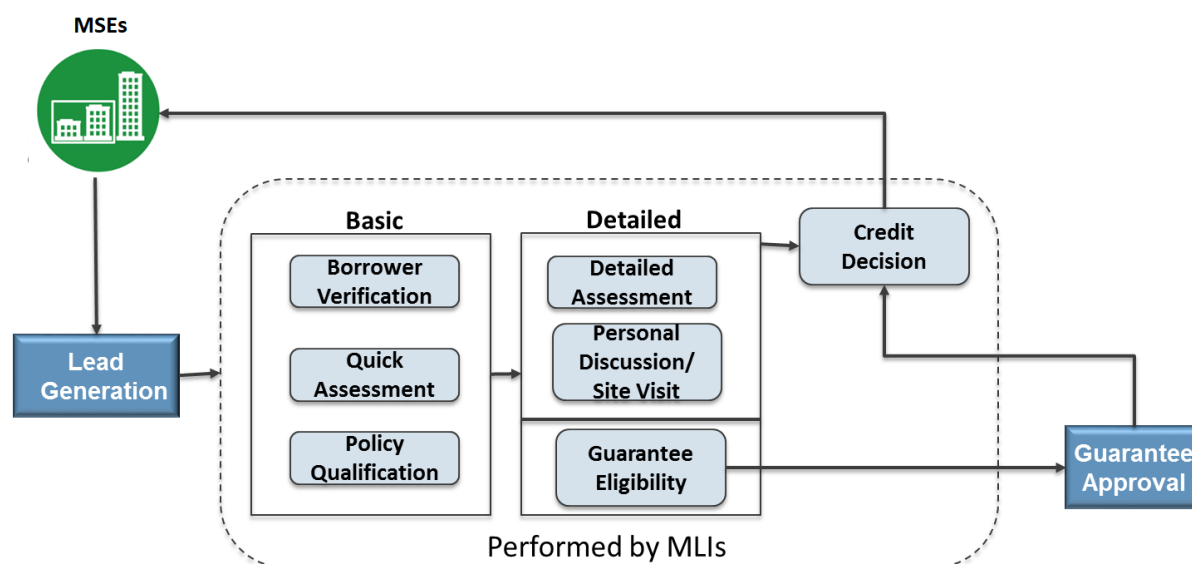 MSEs
Lead
Generation
Basic
Borrower
Verification
Quick
Assessment
Policy
Qualification
Detailed
Detailed
Assessment
Personal
Discussion/
Site Visit
Guarantee
Eligibility
Credit
Decision
Guarantee
Approval
Performed by MLIs